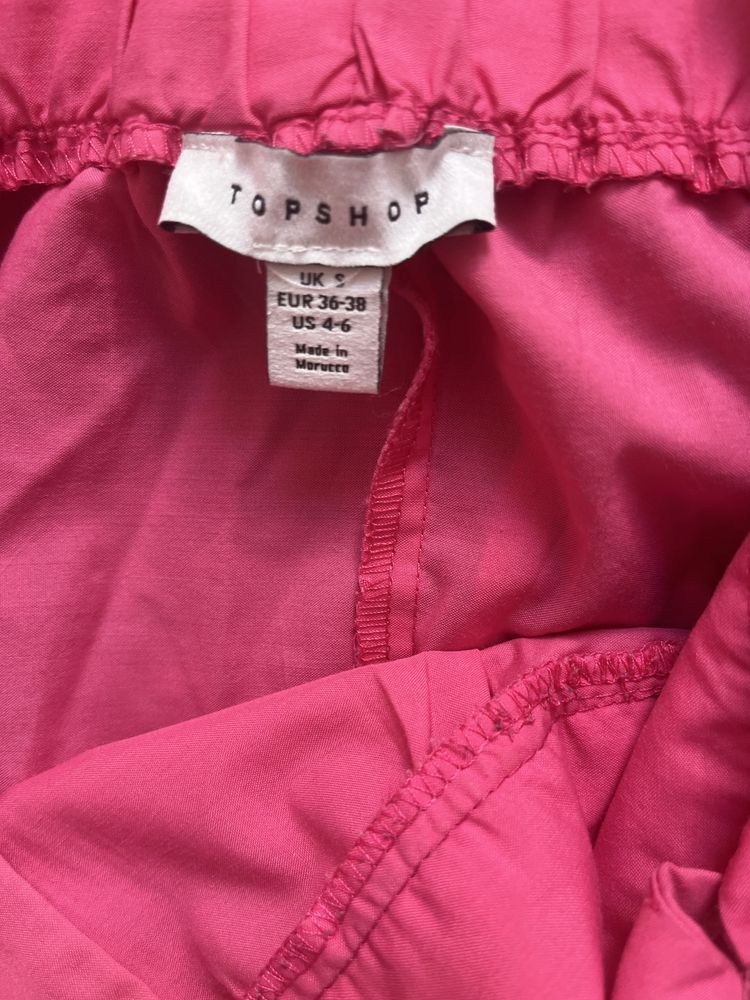 TOPSHOP
UK S
EUR 36-38
US 4-6
Made in
Morocco